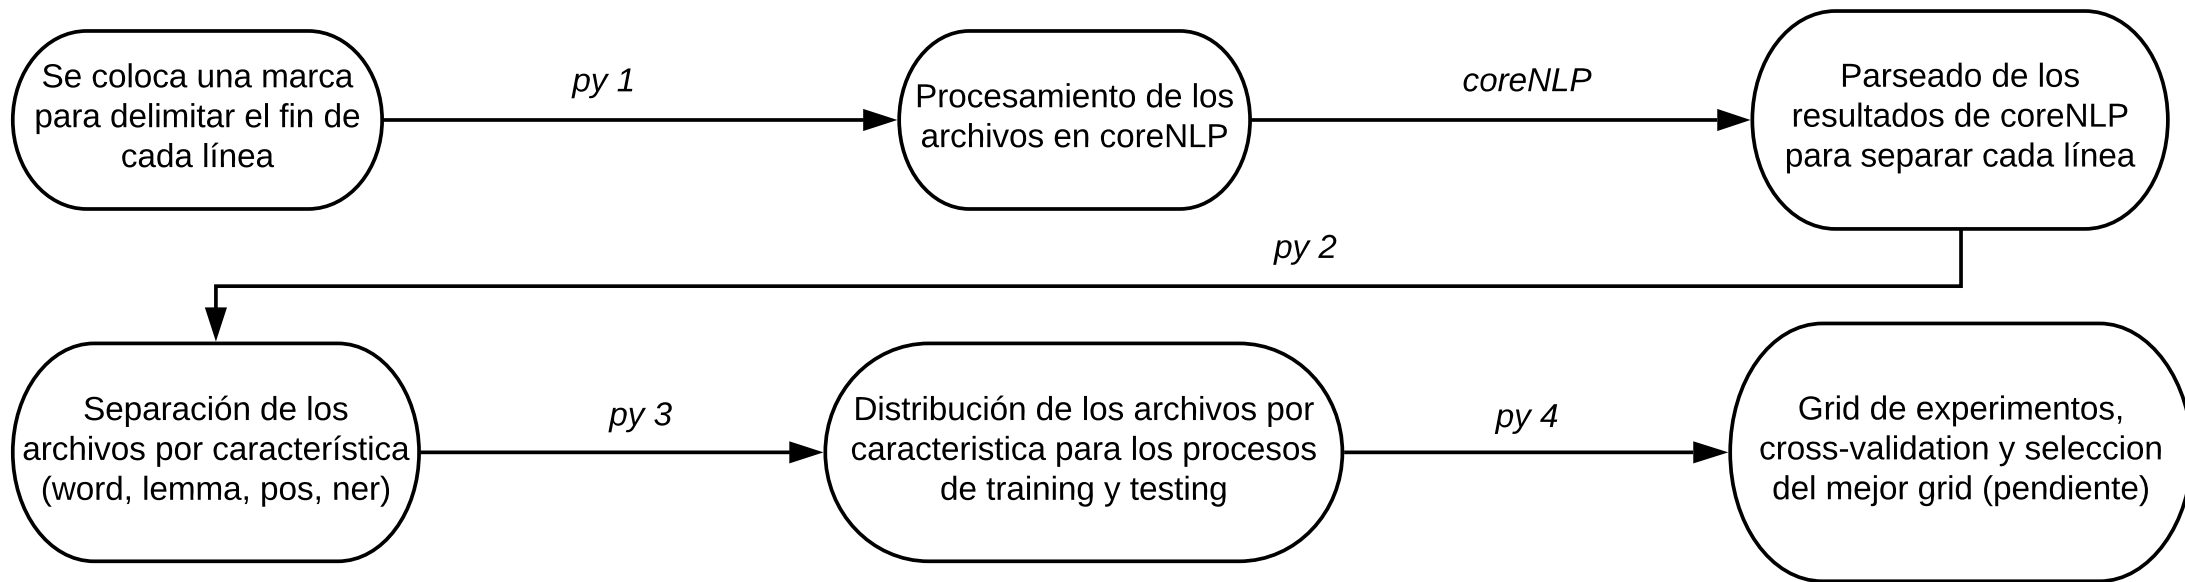 Se coloca una marca
para delimitar el fin de
cada línea
py 1
Procesamiento de los
archivos en coreNLP
coreNLP
Parseado de los
resultados de coreNLP
para separar cada línea
py 2
Separación de los
archivos por característica
(word, lemma, pos, ner)
py 3
Distribución de los archivos por
caracteristica para los procesos
de training y testing
py 4
Grid de experimentos,
cross-validation y seleccion
del mejor grid (pendiente)